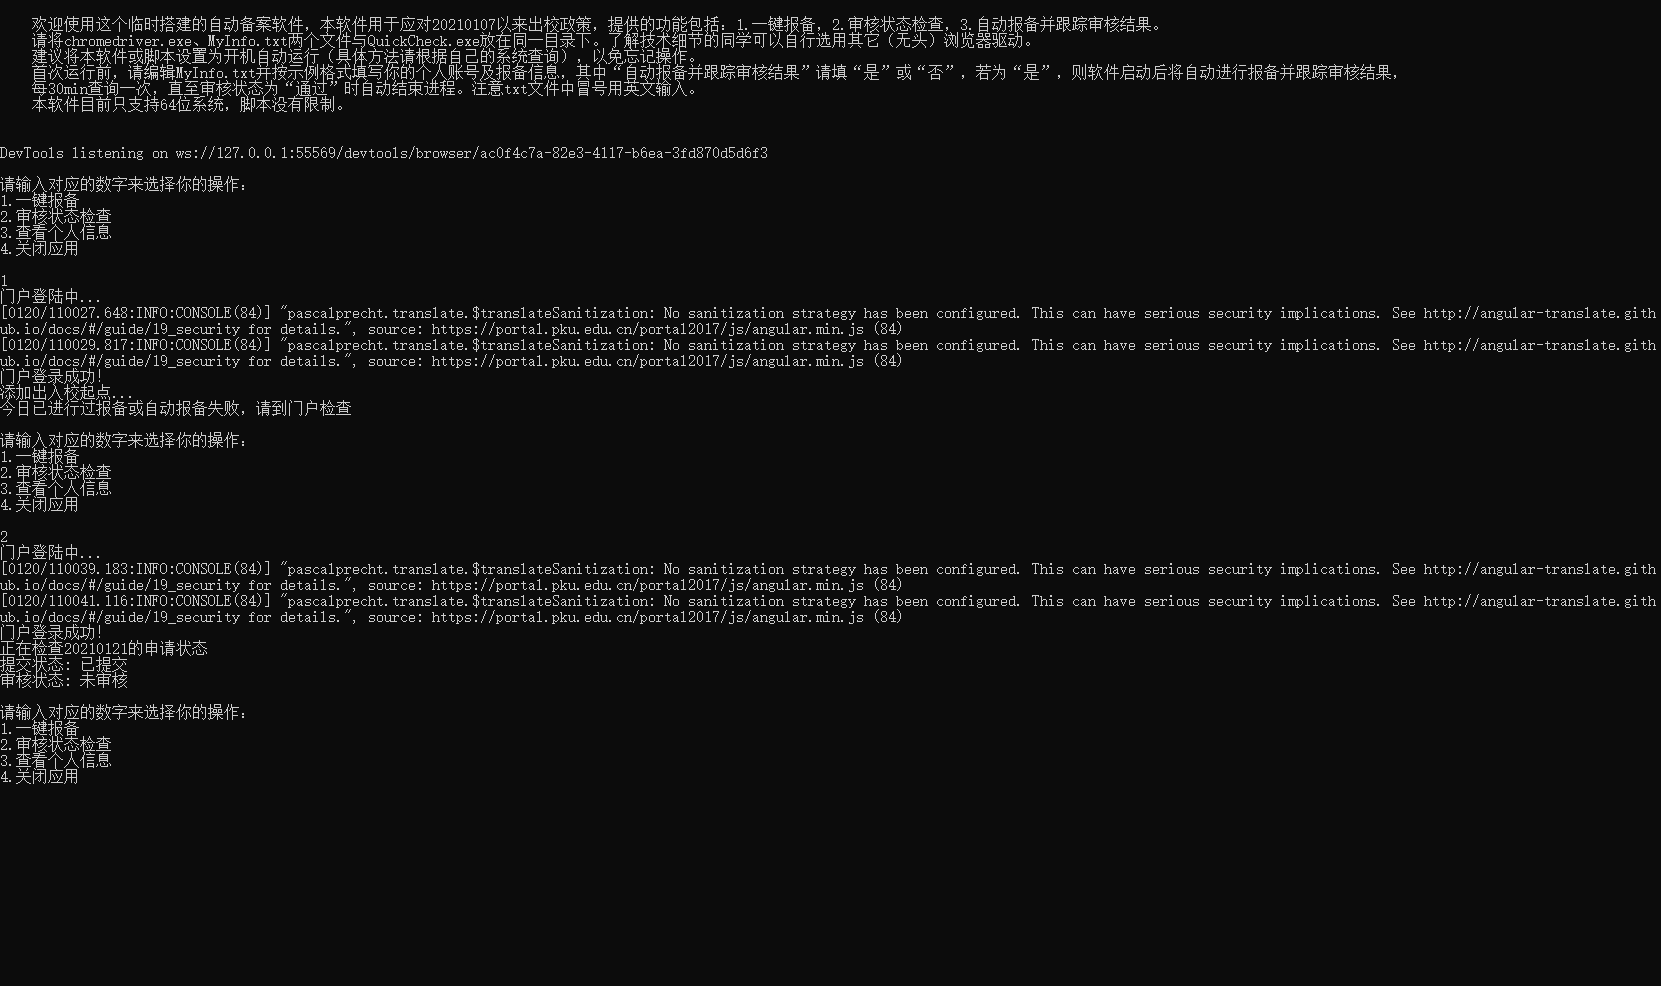 欢迎使用这个临时搭建的自动备案软件，本软件用于应对20210107以来出校政策，提供的功能包括：1.一键报备，2.审核状态检查，3.自动报备并跟踪审核结果。
请将chromedriver.exe、MyInfo.txt两个文件与QuickCheck.exe放在同一目录下。了解技术细节的同学可以自行选用其它（无头）浏览器驱动。
建议将本软件或脚本设置为开机自动运行（具体方法请根据自己的系统查询），以免忘记操作。
首次运行前，请编辑MyInfo.txt并按示例格式填写你的个人账号及报备信息，其中“自动报备并跟踪审核结果”请填“是”或“否”，若为“是”，则软件启动后将自动进行报备并跟踪审核结果，
每30min查询一次，直至审核状态为“通过”时自动结束进程。注意txt文件中冒号用英文输入。
本软件目前只支持64位系统，脚本没有限制。
DevTools listening on ws://127.0.0.1:55569/devtools/browser/ac0f4c7a-82e3-4117-b6ea-3fd870d5d6f3
请输入对应的数字来选择你的操作：
1.一键报备
2.审核状态检查
3.查看个人信息
4.关闭应用
1
门户登陆中...
[0120/110027.648:INFO:CONSOLE(84)] "pascalprecht.translate.$translateSanitization: No sanitization strategy has been configured. This can have serious security implications. See http://angular-translate.gith
ub.io/docs/#/guide/19_security for details.", source: https://portal.pku.edu.cn/portal2017/js/angular.min.js (84)
[0120/110029.817:INFO:CONSOLE(84)] "pascalprecht.translate.$translateSanitization: No sanitization strategy has been configured. This can have serious security implications. See http://angular-translate.gith
ub.io/docs/#/guide/19_security for details.", source: https://portal.pku.edu.cn/portal2017/js/angular.min.js (84)
门户登录成功！
添加出入校起点...
今日已进行过报备或自动报备失败，请到门户检查
请输入对应的数字来选择你的操作：
1.一键报备
2.审核状态检查
3.查看个人信息
4.关闭应用
2
门户登陆中...
[0120/110039.183:INFO:CONSOLE(84)] "pascalprecht.translate.$translateSanitization: No sanitization strategy has been configured. This can have serious security implications. See http://angular-translate.gith
ub.io/docs/#/guide/19_security for details.", source: https://portal.pku.edu.cn/portal2017/js/angular.min.js (84)
[0120/110041.116:INFO:CONSOLE(84)] "pascalprecht.translate.$translateSanitization: No sanitization strategy has been configured. This can have serious security implications. See http://angular-translate.gith
ub.io/docs/#/guide/19_security for details.", source: https://portal.pku.edu.cn/portal2017/js/angular.min.js (84)
门户登录成功！
正在检查20210121的申请状态
提交状态: 已提交
审核状态: 未审核
请输入对应的数字来选择你的操作：
1.一键报备
2.审核状态检查
3.查看个人信息
4.关闭应用